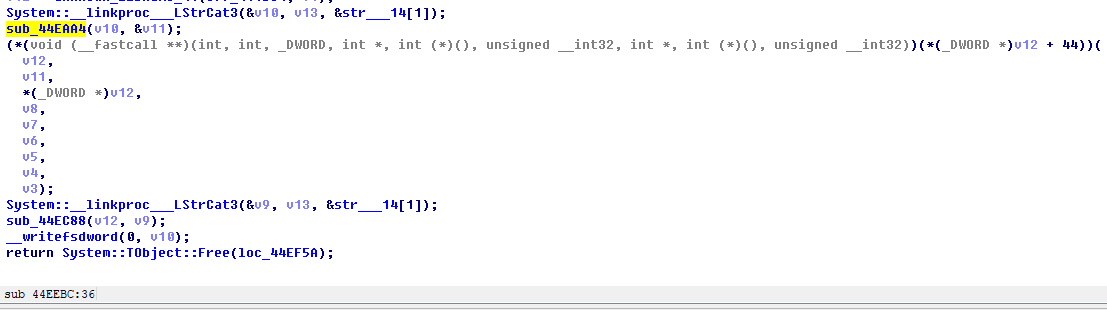 System::__linkproc___LStrCat3(&v10, v13, &str___14[1]);
sub_44EAA4(v10, &v11);
(*(void (__fastcall **)(int, int, _DWORD, int *, int (*)(), unsigned __int32, int *, int (*)(), unsigned __int32))(*(_DWORD *)v12 + 44))(
v12,
v11,
*(_DWORD *)v12,
v8,
v7,
v6,
v5,
v4,
v3);
System::__linkproc___LStrCat3(&v9, v13, &str___14[1]);
sub_44EC88(v12, v9);
__writefsdword(0, v10);
return System::TObject::Free(loc_44EF5A);
sub 44EEBC:36